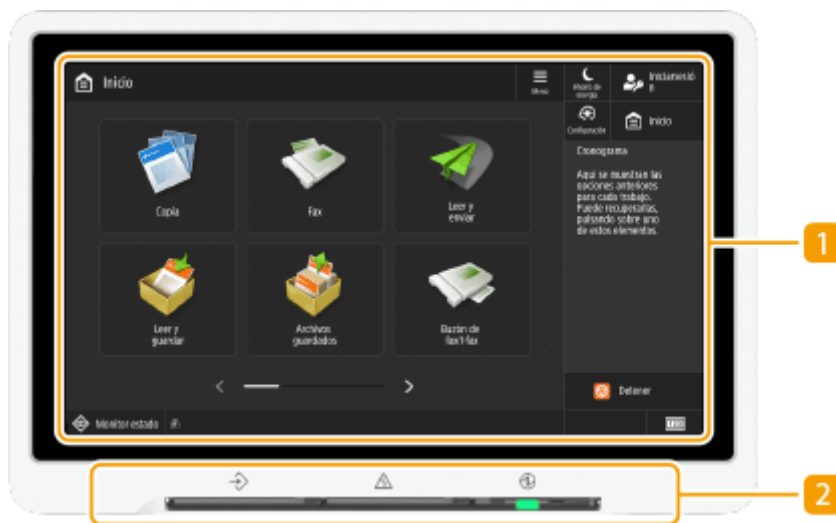 Inicio
Menú
Ahorro de
energía
Iniciarsesió
n
Configuración
Inicio
Copia
Fax
Leer y
enviar
Leer y
guardar
Archivos
guardados
Buzón de
fax/I-fax
Cronograma
Aquí se muestran las
opciones anteriores
para cada trabajo.
Puede recuperarlas,
pulsando sobre uno
de estos elementos.
Detener
Monitor estado
1
2